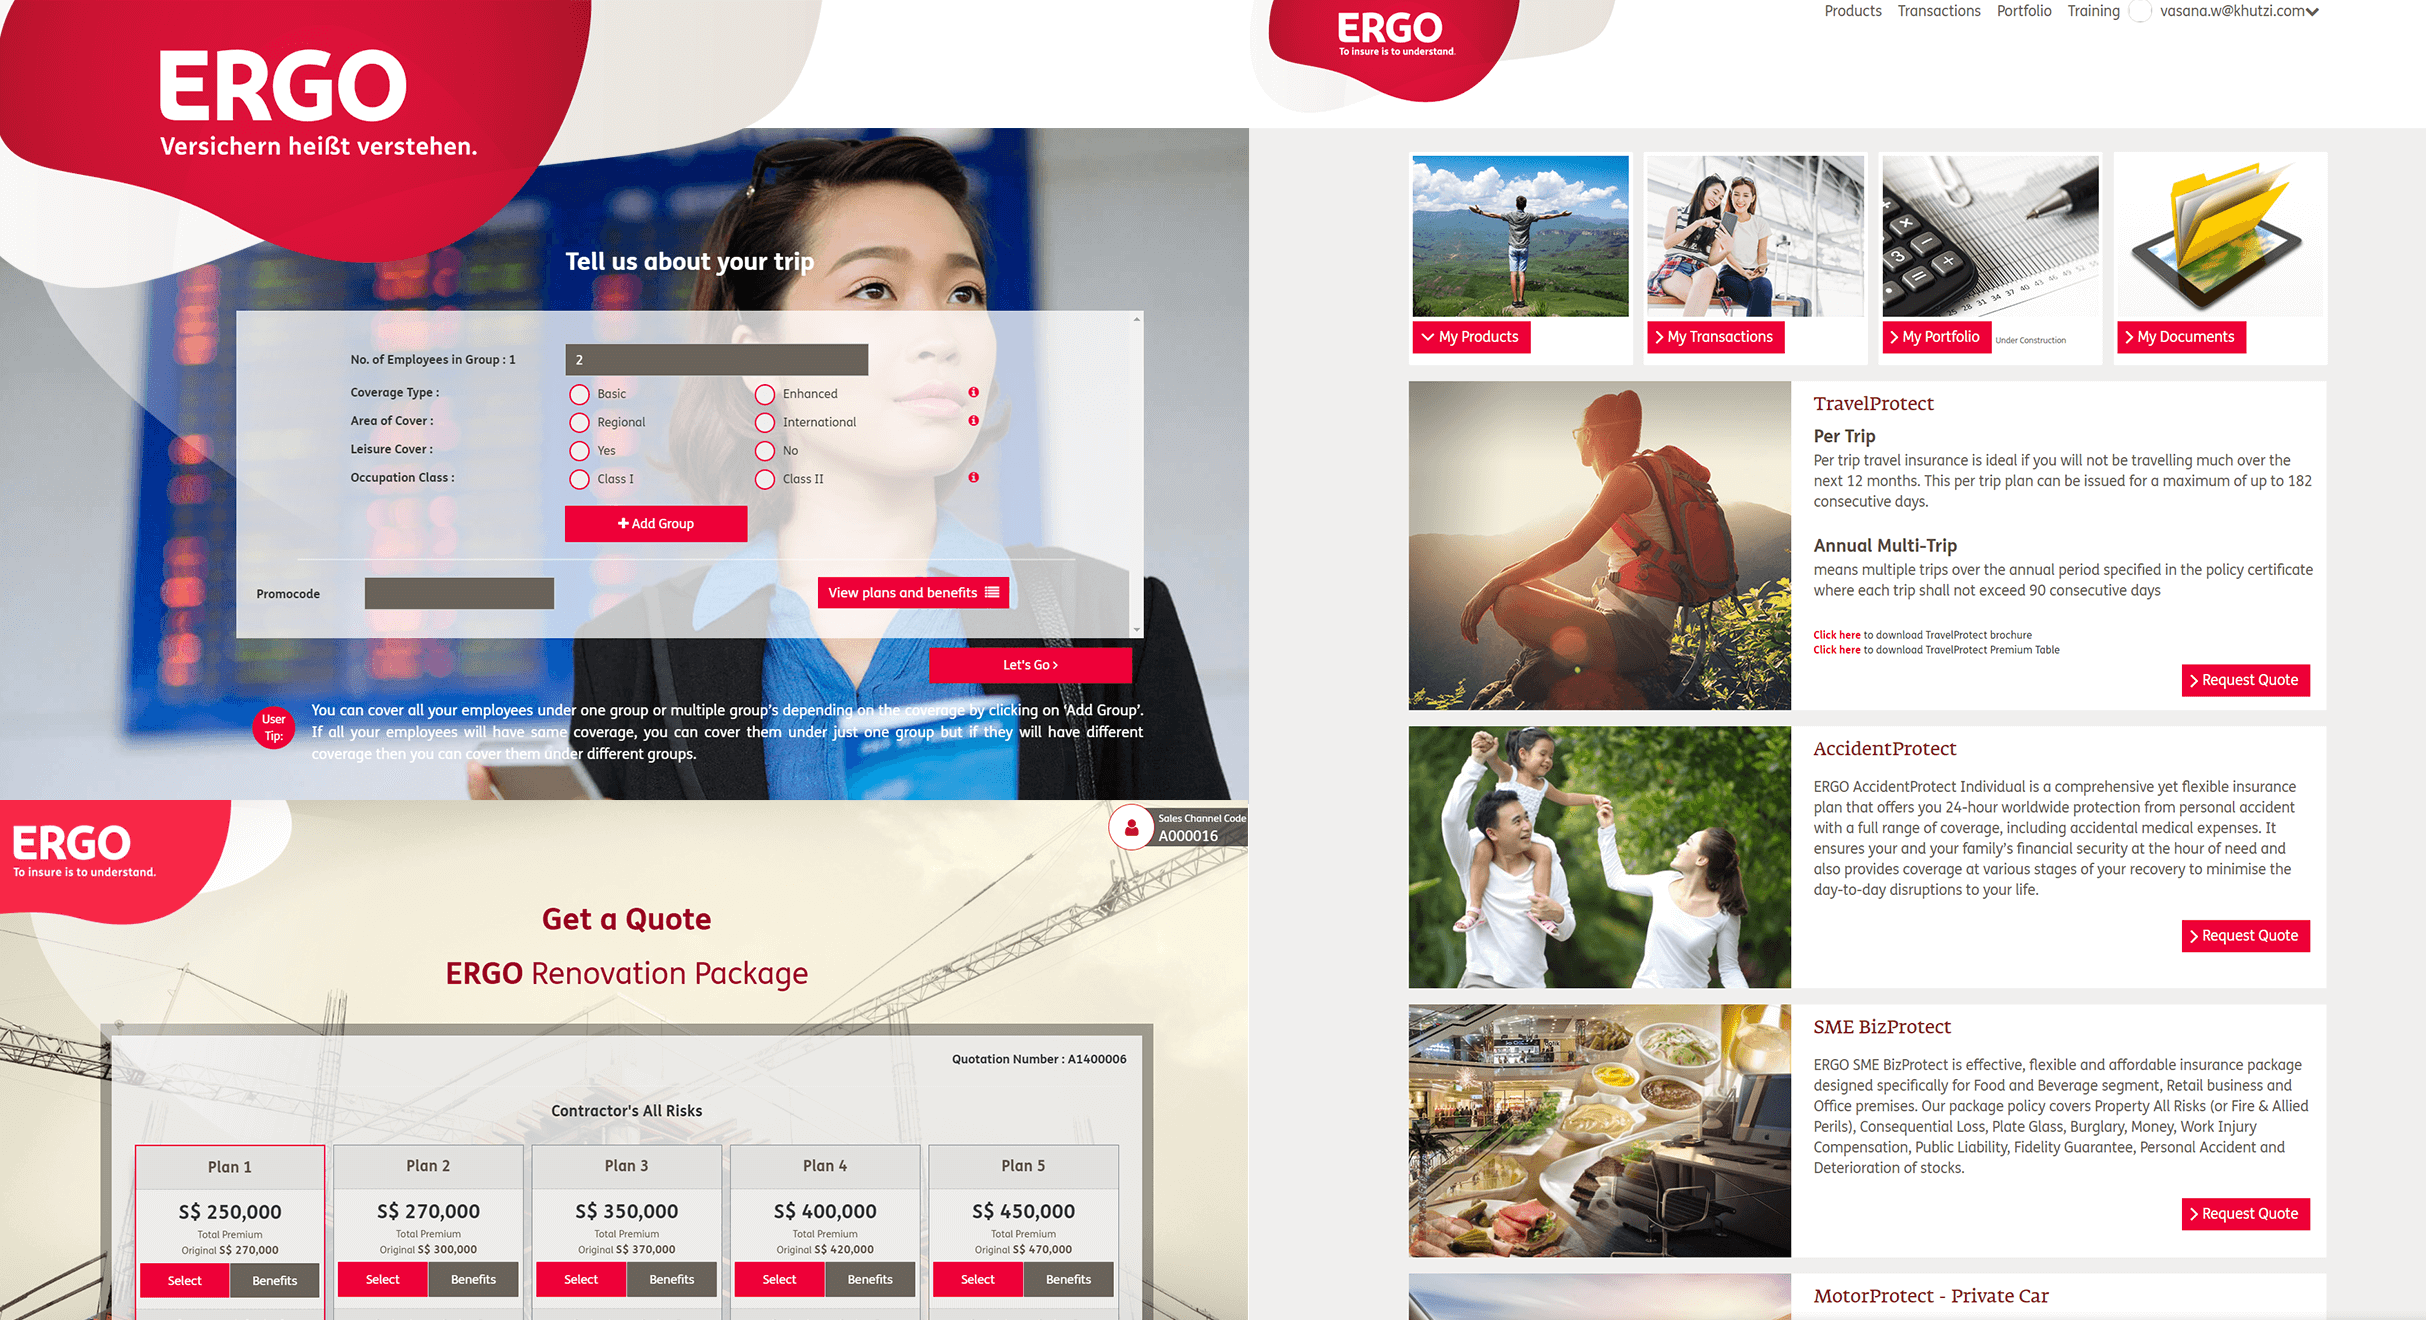 ERGO
Versichern heißt verstehen.
Tell us about your trip
No. of Employees in Group : 1
2
Coverage Type :
Basic
Enhanced
Area of Cover :
Regional
International
Leisure Cover :
Yes
No
Occupation Class :
Class I
Class II
Add Group
Promocode
View plans and benefits
Let's Go
User
Tip:
You can cover all your employees under one group or multiple group's depending on the coverage by clicking on 'Add Group'.
If all your employees will have same coverage, you can cover them under just one group but if they will have different
coverage then you can cover them under different groups.
ERGO
To insure is to understand.
Sales Channel Code
A000016
Get a Quote
ERGO Renovation Package
Quotation Number : A1400006
Contractor's All Risks
Plan 1
S$ 250,000
Total Premium
Original S$ 270,000
Select
Benefits
Plan 2
S$ 270,000
Total Premium
Original S$ 300,000
Select
Benefits
Plan 3
S$ 350,000
Total Premium
Original S$ 370,000
Select
Benefits
Plan 4
S$ 400,000
Total Premium
Original S$ 420,000
Select
Benefits
Plan 5
S$ 450,000
Total Premium
Original S$ 470,000
Select
Benefits
ERGO
To insure is to understand.
Products
Transactions
Portfolio
Training
vasana.w@khutzi.com
My Products
My Transactions
My Portfolio
Under Construction
My Documents
TravelProtect
Per Trip
Per trip travel insurance is ideal if you will not be travelling much over the
next 12 months. This per trip plan can be issued for a maximum of up to 182
consecutive days.
Annual Multi-Trip
means multiple trips over the annual period specified in the policy certificate
where each trip shall not exceed 90 consecutive days
Click here to download TravelProtect brochure
Click here to download TravelProtect Premium Table
Request Quote
AccidentProtect
ERGO AccidentProtect Individual is a comprehensive yet flexible insurance
plan that offers you 24-hour worldwide protection from personal accident
with a full range of coverage, including accidental medical expenses. It
ensures your and your family's financial security at the hour of need and
also provides coverage at various stages of your recovery to minimise the
day-to-day disruptions to your life.
Request Quote
SME BizProtect
ERGO SME BizProtect is effective, flexible and affordable insurance package
designed specifically for Food and Beverage segment, Retail business and
Office premises. Our package policy covers Property All Risks (or Fire & Allied
Perils), Consequential Loss, Plate Glass, Burglary, Money, Work Injury
Compensation, Public Liability, Fidelity Guarantee, Personal Accident and
Deterioration of stocks.
Request Quote
MotorProtect - Private Car